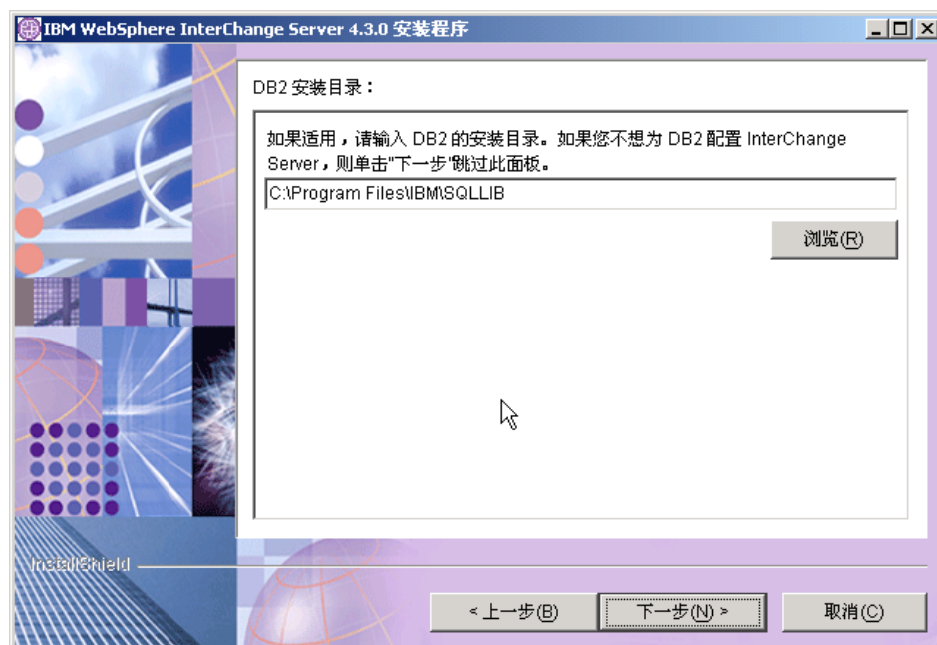 IBM WebSphere InterChange Server 4.3.0 安装程序
DB2 安装目录：
如果适用，请输入 DB2 的安装目录。如果您不想为 DB2 配置 InterChange
Server，则单击"下一步"跳过此面板。
C:\Program Files\IBM\SQLLIB
浏览(R)
InstallShield
< 上一步(B)
下一步(N) >
取消(C)